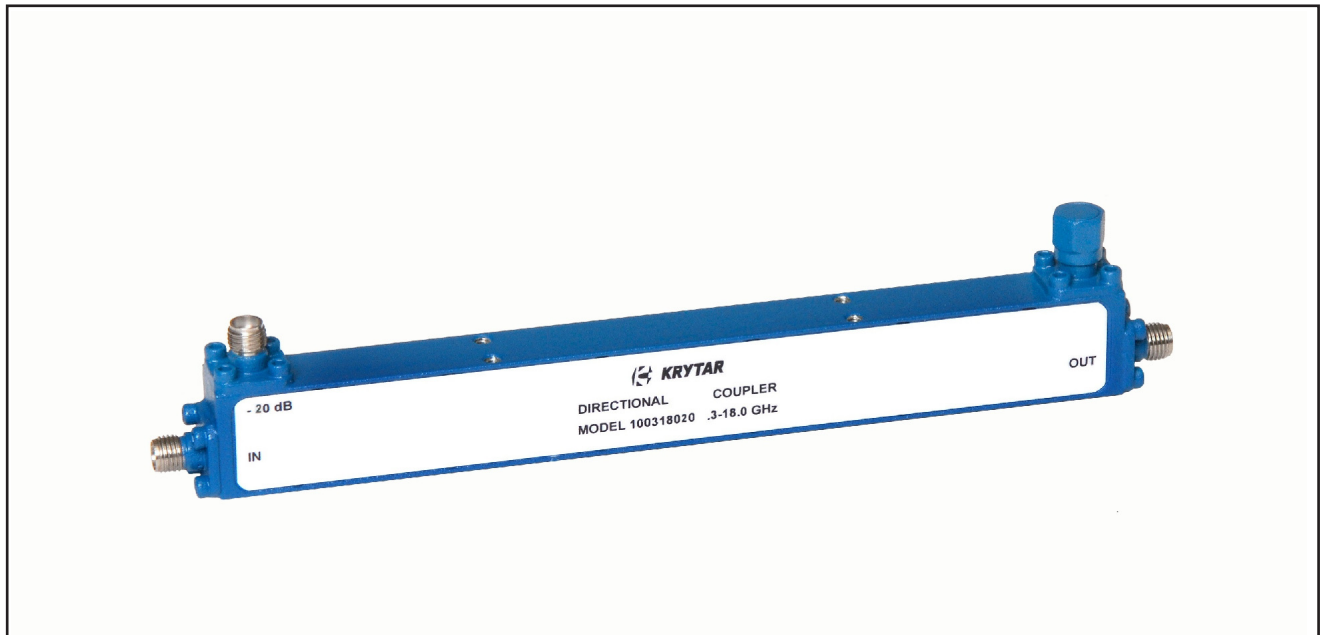 KRYTAR
- 20 dB
DIRECTIONAL COUPLER
OUT
MODEL 100318020 .3-18.0 GHz
IN